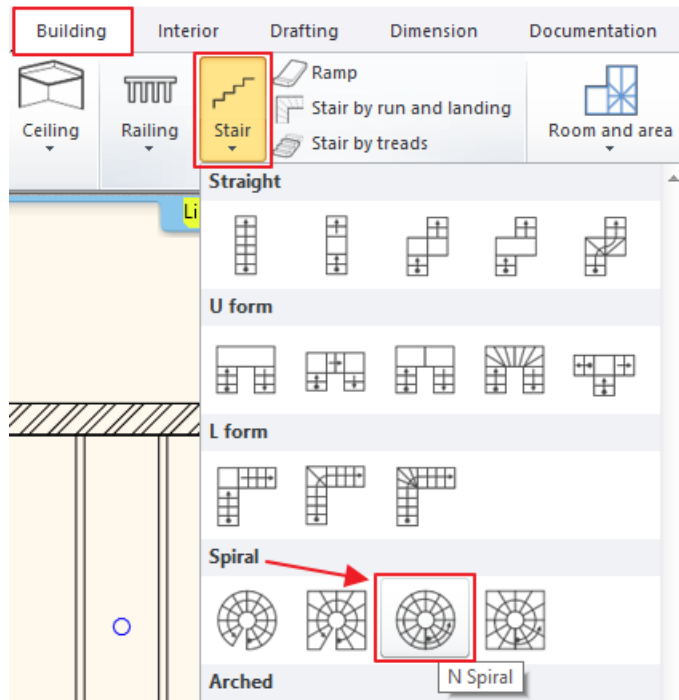 Building Interior Drafting Dimension Documentation
Ceiling
Railing
Stair
Ramp
Stair by run and landing
Stair by treads
Room and area
Li
Straight
U form
L form
Spiral
N Spiral
Arched